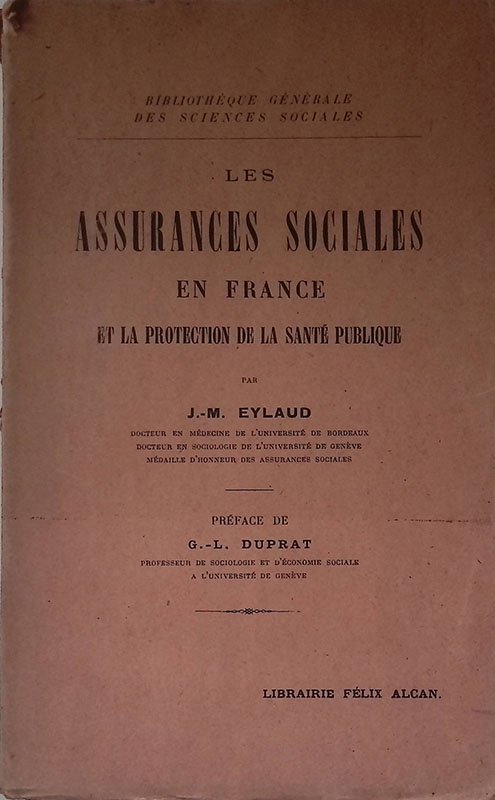 BIBLIOTHÈQUE GÉNÉRALE
DES SCIENCES SOCIALES
LES
ASSURANCES SOCIALES
EN FRANCE
ET LA PROTECTION DE LA SANTÉ PUBLIQUE
PAR
J.-M. EYLAUD
DOCTEUR EN MÉDECINE DE L'UNIVERSITÉ DE BORDEAUX
DOCTEUR EN SOCIOLOGIE DE L'UNIVERSITÉ DE GENÈVE
MÉDAILLE D'HONNEUR DES ASSURANCES SOCIALES
PRÉFACE DE
G.-L. DUPRAT
PROFESSEUR DE SOCIOLOGIE ET D'ÉCONOMIE SOCIALE
A L'UNIVERSITÉ DE GENÈVE
LIBRAIRIE FÉLIX ALCAN.